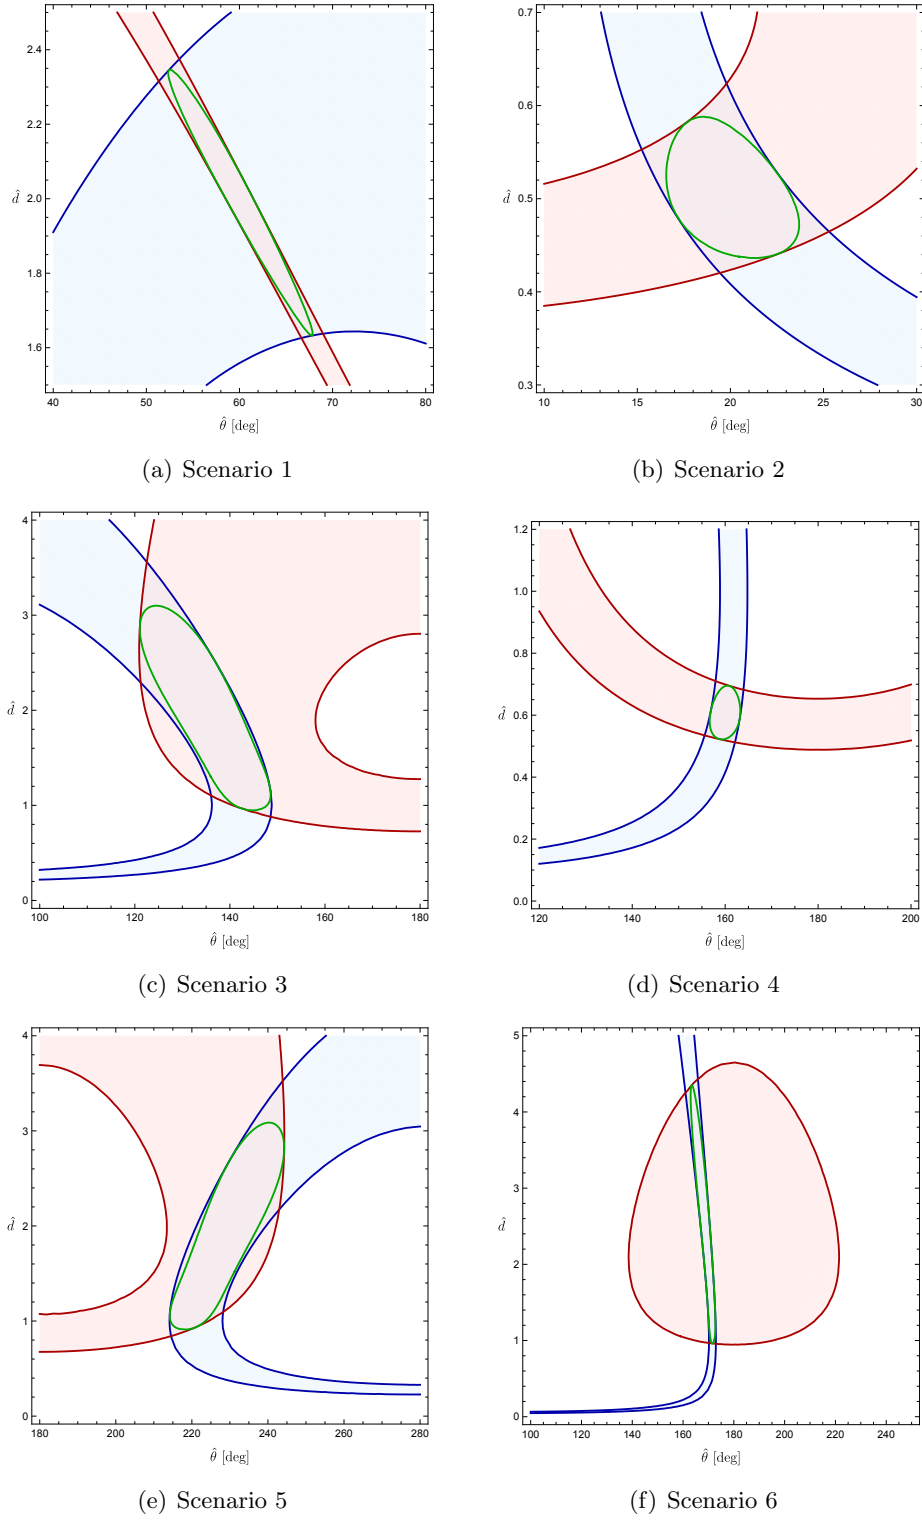 2.4
2.2
2.0
1.8
1.6
d̂
40 50 60 70 80
θ̂ [deg]
(a) Scenario 1
0.7
0.6
0.5
0.4
0.3
d̂
10 15 20 25 30
θ̂ [deg]
(b) Scenario 2
4
3
2
1
0
d̂
100 120 140 160 180
θ̂ [deg]
(c) Scenario 3
1.2
1.0
0.8
0.6
0.4
0.2
0.0
d̂
120 140 160 180 200
θ̂ [deg]
(d) Scenario 4
4
3
2
1
0
d̂
180 200 220 240 260 280
θ̂ [deg]
(e) Scenario 5
5
4
3
2
1
0
d̂
100 120 140 160 180 200 220 240
θ̂ [deg]
(f) Scenario 6